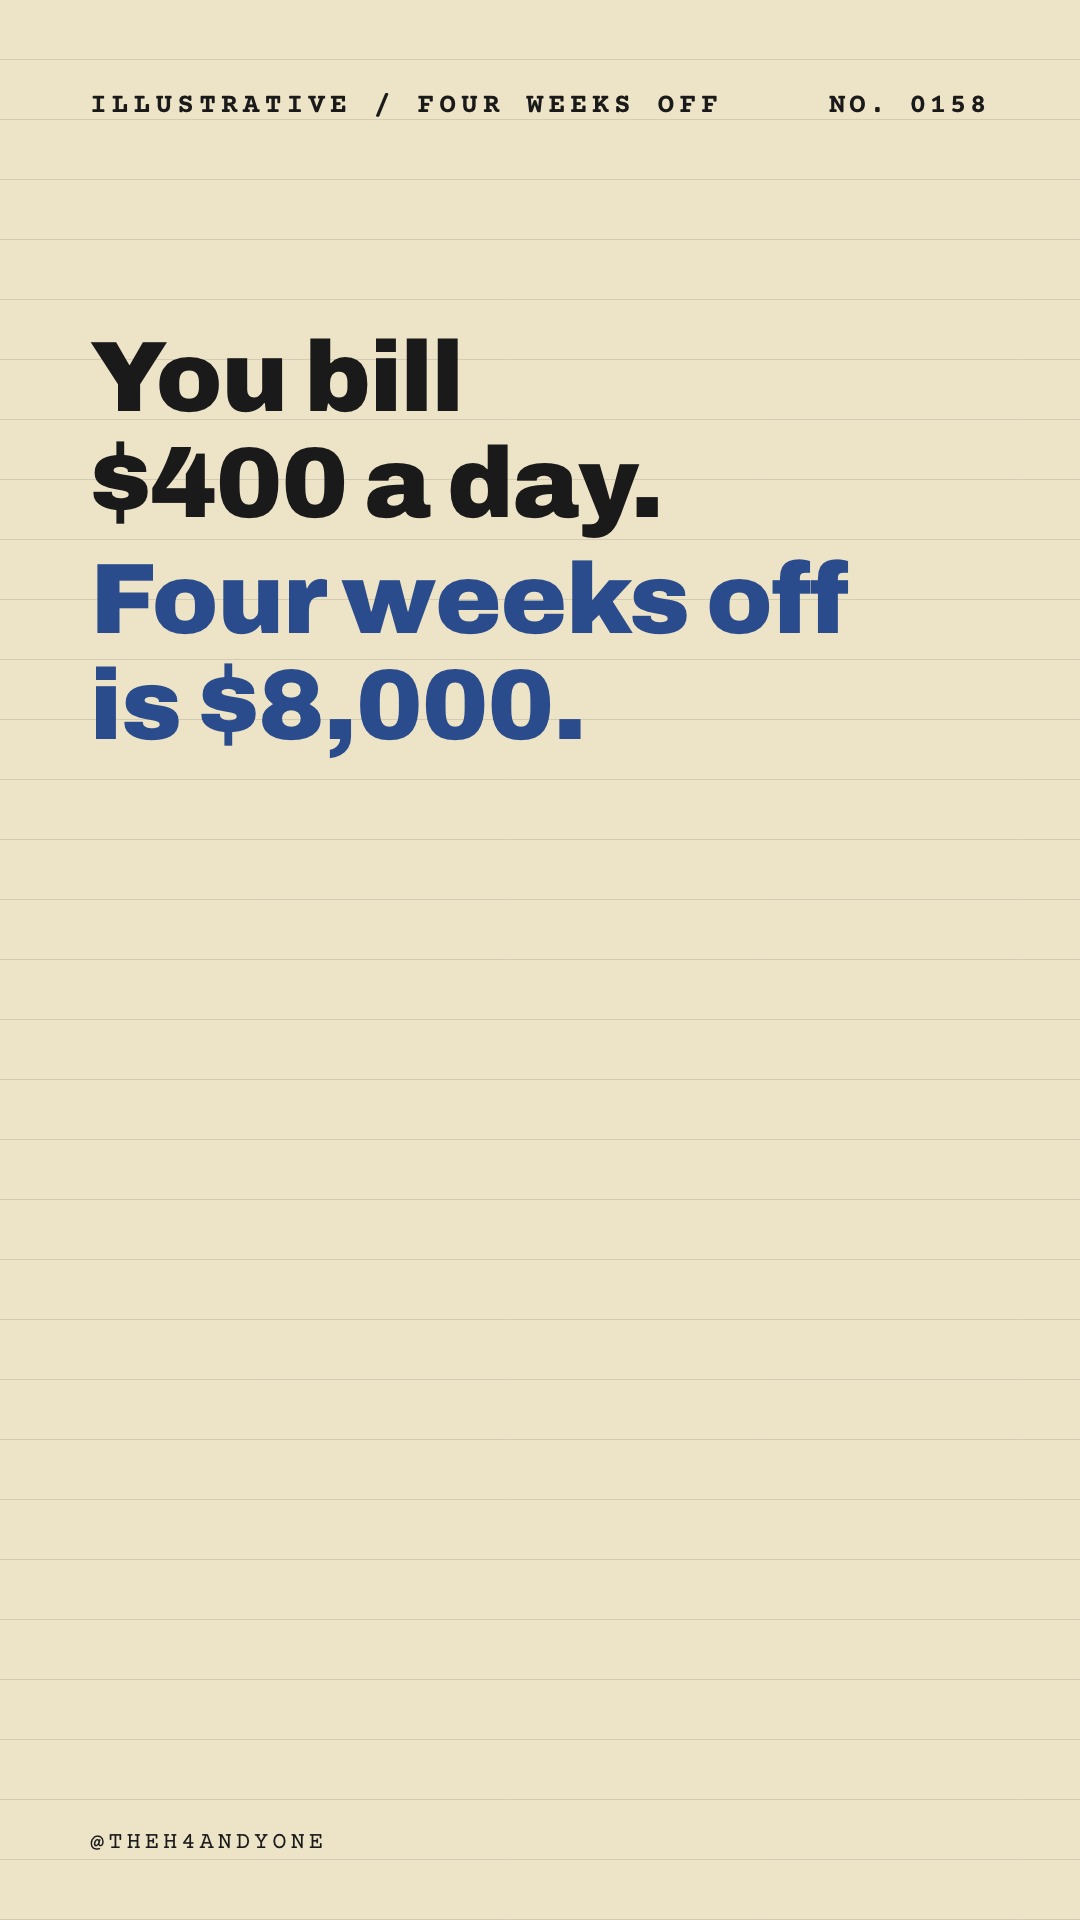 ILLUSTRATIVE / FOUR WEEKS OFF NO. 0158
You bill
$400 a day.
Four weeks off
is $8,000.
@THEH4ANDYONE